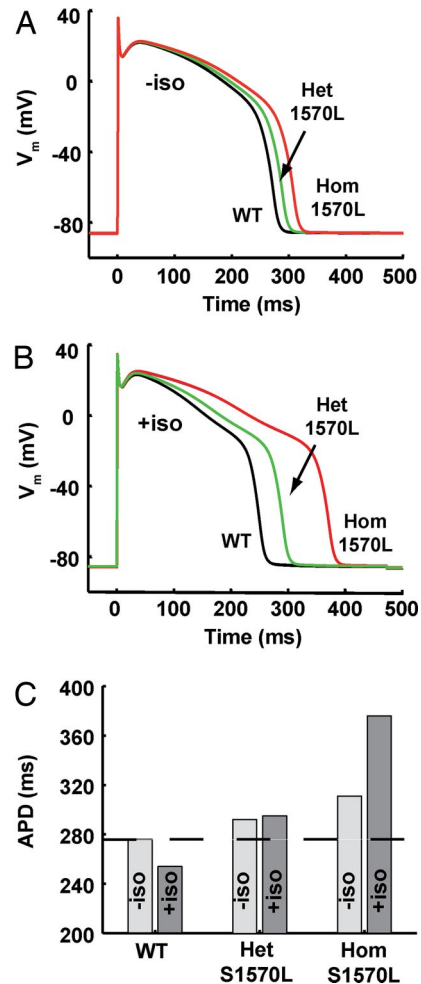 A
40
0
-40
-80
V_m (mV)
-iso
Het
1570L
WT
Hom
1570L
0 100 200 300 400 500
Time (ms)
B
40
0
-40
-80
V_m (mV)
+iso
Het
1570L
WT
Hom
1570L
0 100 200 300 400 500
Time (ms)
C
400
360
320
280
240
200
APD (ms)
-iso +iso -iso +iso -iso +iso
WT Het Hom
S1570L S1570L